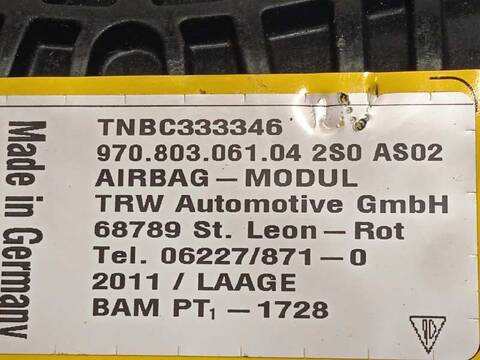 TNBC333346
970.803.061.04 2S0 AS02
AIRBAG – MODUL
TRW Automotive GmbH
68789 St. Leon – Rot
Tel. 06227/871 – 0
2011 / LAAGE
BAM PT₁ – 1728
Made in Germany